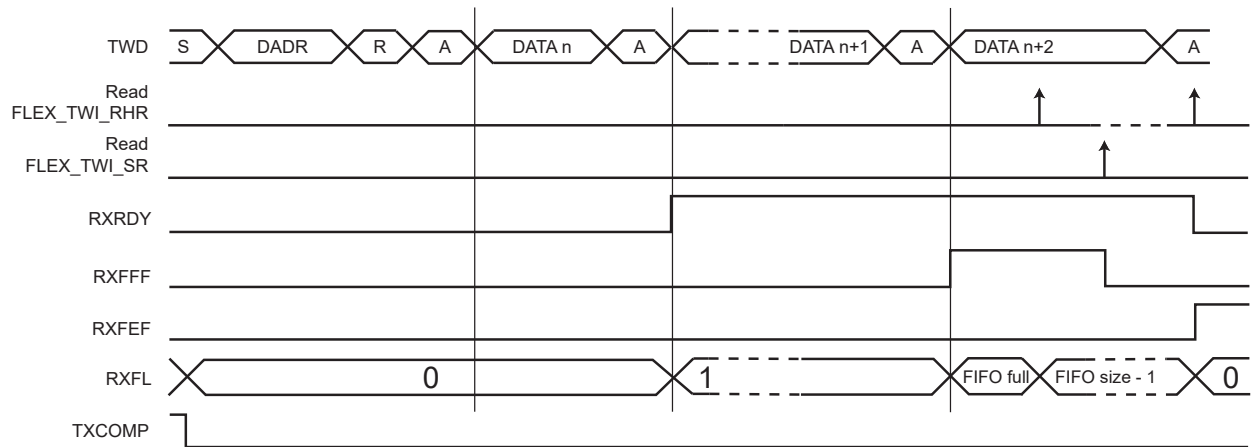 TWD S DADR R A DATA n A DATA n+1 A DATA n+2 A
Read
FLEX_TWI_RHR
Read
FLEX_TWI_SR
RXRDY
RXFFF
RXFEF
RXFL 0 1 FIFO full FIFO size - 1 0
TXCOMP